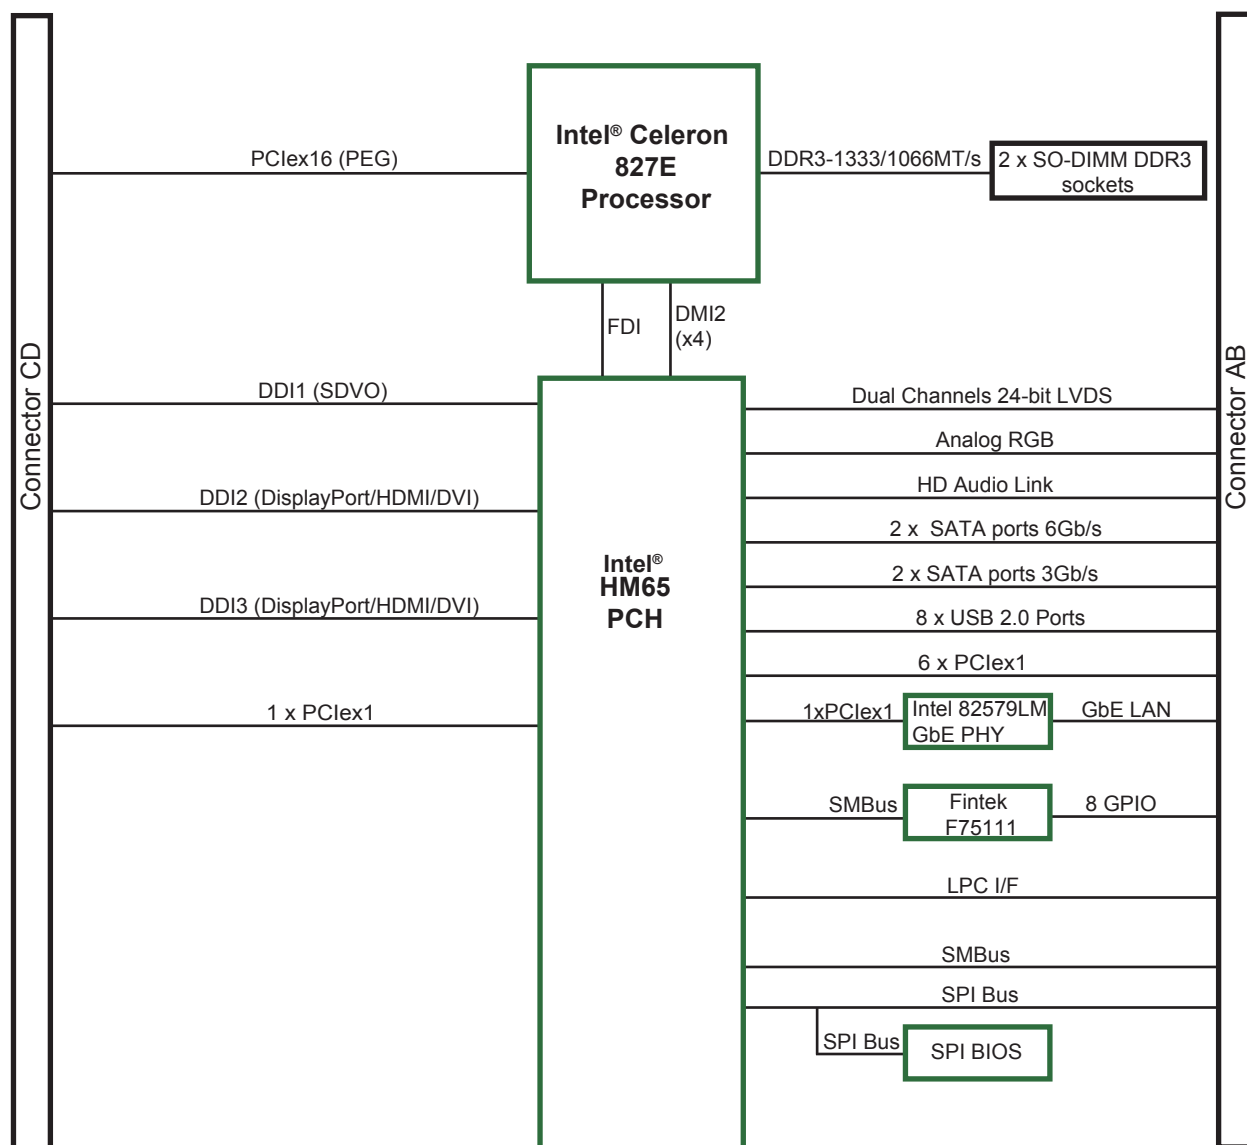 Intel® Celeron
827E
Processor
PCIex16 (PEG)
DDR3-1333/1066MT/s
2 x SO-DIMM DDR3
sockets
FDI
DMI2
(x4)
Connector CD
Connector AB
DDI1 (SDVO)
DDI2 (DisplayPort/HDMI/DVI)
DDI3 (DisplayPort/HDMI/DVI)
1 x PCIex1
Intel®
HM65
PCH
Dual Channels 24-bit LVDS
Analog RGB
HD Audio Link
2 x  SATA ports 6Gb/s
2 x SATA ports 3Gb/s
8 x USB 2.0 Ports
6 x PCIex1
1xPCIex1
Intel 82579LM
GbE PHY
GbE LAN
SMBus
Fintek
F75111
8 GPIO
LPC I/F
SMBus
SPI Bus
SPI Bus
SPI BIOS